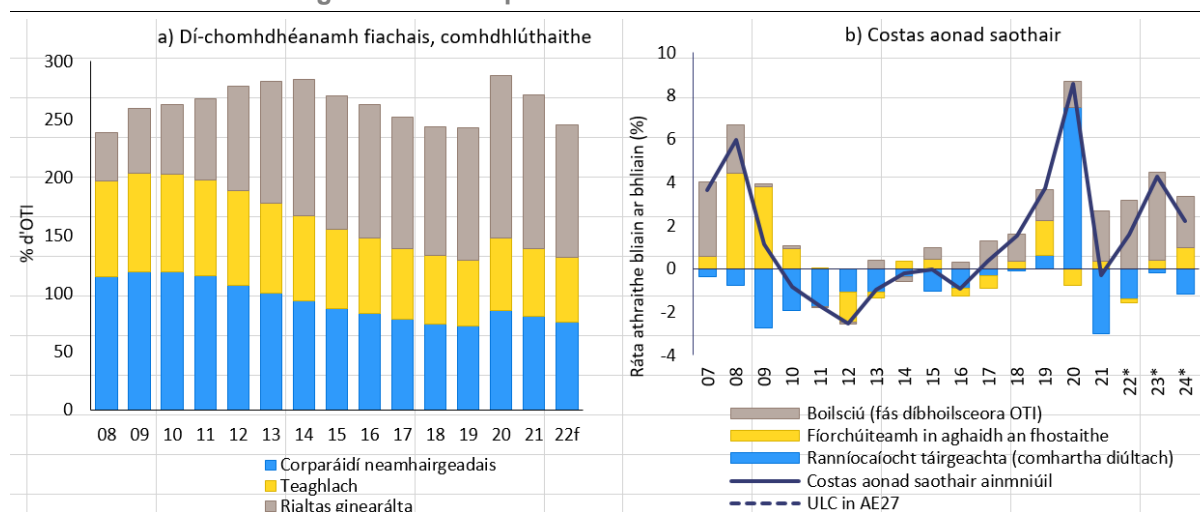 a) Dí-chomhdhéanamh fiachais, comhdhlúthaithe
% d'OTI
300
250
200
150
100
50
0
08 09 10 11 12 13 14 15 16 17 18 19 20 21 22f
Corparáidí neamhairgeadais
Teaghlach
Rialtas ginearálta
b) Costas aonad saothair
Ráta athraithe bliain ar bhliain (%)
10
8
6
4
2
0
-2
-4
07 08 09 10 11 12 13 14 15 16 17 18 19 20 21 22* 23* 24*
Boilsciú (fás díbhoilsceora OTI)
Fíorchúiteamh in aghaidh an fhostaithe
Ranníocaíocht táirgeachta (comhartha diúltach)
Costas aonad saothair ainmniúil
ULC in AE27